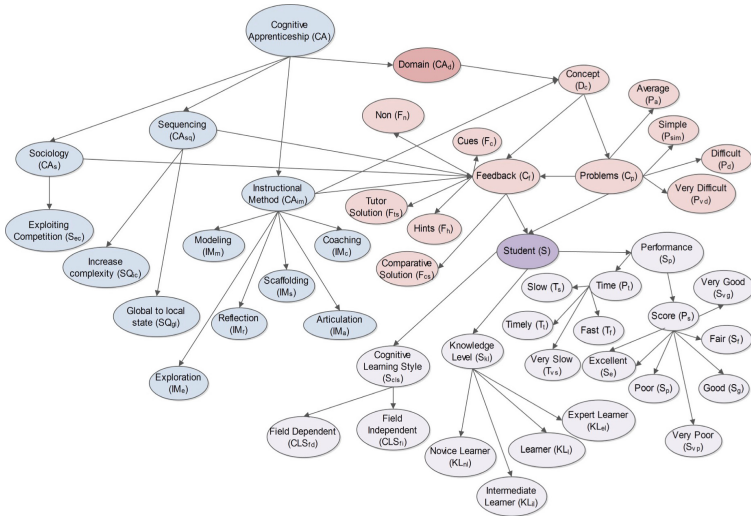 Cognitive
Apprenticeship (CA)
Domain (CAd)
Concept
(Dc)
Average
(Pa)
Non (Fn)
Simple
(Psim)
Sequencing
(CAsq)
Cues (Fc)
Difficult
(Pd)
Sociology
(CAs)
Feedback (Cf)
Problems (Cp)
Instructional
Method (CAim)
Very Difficult
(Pvd)
Tutor
Solution (Fts)
Exploiting
Competition (Sec)
Hints (Fh)
Modeling
(IMm)
Coaching
(IMc)
Student (S)
Performance
(Sp)
Increase
complexity (SQic)
Comparative
Solution (Fcs)
Scaffolding
(IMs)
Very Good
(Svg)
Slow (Ts)
Time (Pt)
Global to local
state (SQgl)
Reflection
(IMr)
Articulation
(IMa)
Score (Ps)
Timely (Tt)
Fast (Tf)
Fair (Sf)
Knowledge
Level (Skl)
Cognitive
Learning Style
(Scls)
Very Slow
(Tvs)
Excellent
(Se)
Exploration
(IMe)
Poor (Sp)
Good (Sg)
Expert Learner
(KLel)
Field Dependent
(CLSfd)
Field
Independent
(CLSfi)
Very Poor
(Svp)
Novice Learner
(KLnl)
Learner (KLl)
Intermediate
Learner (KLil)